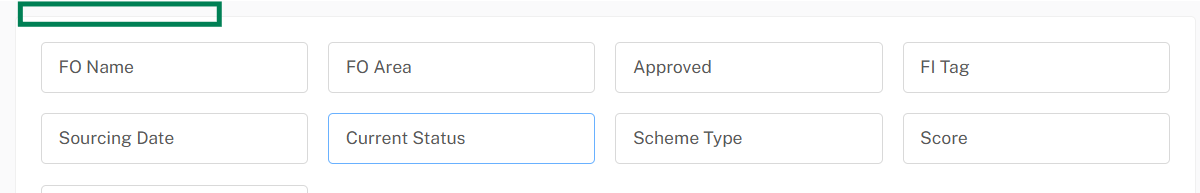 FO Name
FO Area
Approved
FI Tag
Sourcing Date
Current Status
Scheme Type
Score